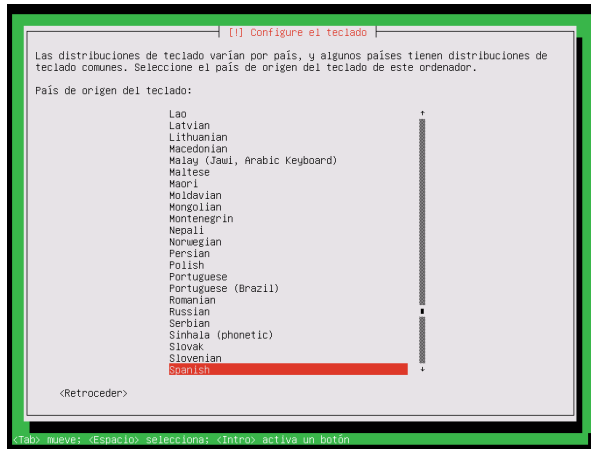 [!] Configure el teclado
Las distribuciones de teclado varían por país, y algunos países tienen distribuciones de
teclado comunes. Seleccione el país de origen del teclado de este ordenador.
País de origen del teclado:
Lao
Latvian
Lithuanian
Macedonian
Malay (Jawi, Arabic Keyboard)
Maltese
Maori
Moldavian
Mongolian
Montenegrin
Nepali
Norwegian
Persian
Polish
Portuguese
Portuguese (Brazil)
Romanian
Russian
Serbian
Sinhala (phonetic)
Slovak
Slovenian
Spanish
<Retroceder>
<Tab> mueve; <Espacio> selecciona; <Intro> activa un botón